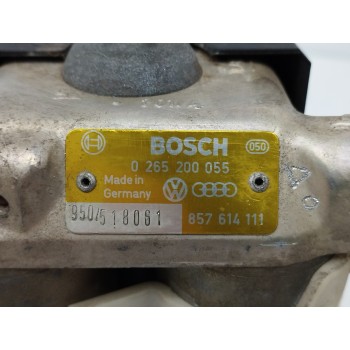 BOSCH
050
0 265 200 055
Made in
Germany
950/518061
857 614 111